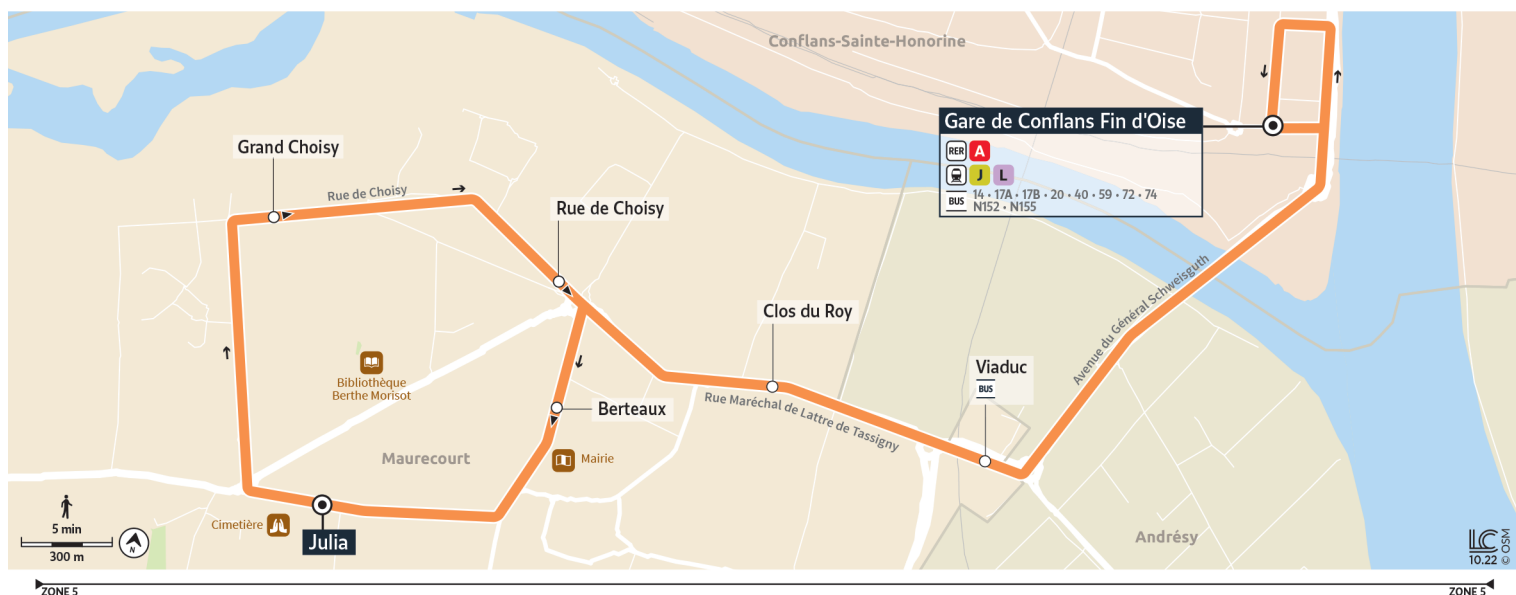 Conflans-Sainte-Honorine
Gare de Conflans Fin d'Oise
RER A
J L
BUS 14 • 17A • 17B • 20 • 40 • 59 • 72 • 74
N152 • N155
Grand Choisy
Rue de Choisy
Rue de Choisy
Clos du Roy
Avenue du Général Schweisguth
Viaduc
BUS
Bibliothèque
Berthe Morisot
Berteaux
Rue Maréchal de Lattre de Tassigny
Maurecourt
Mairie
Cimetière
Julia
Andrésy
5 min
300 m
N
LC
10.22
© OSM
ZONE 5
ZONE 5